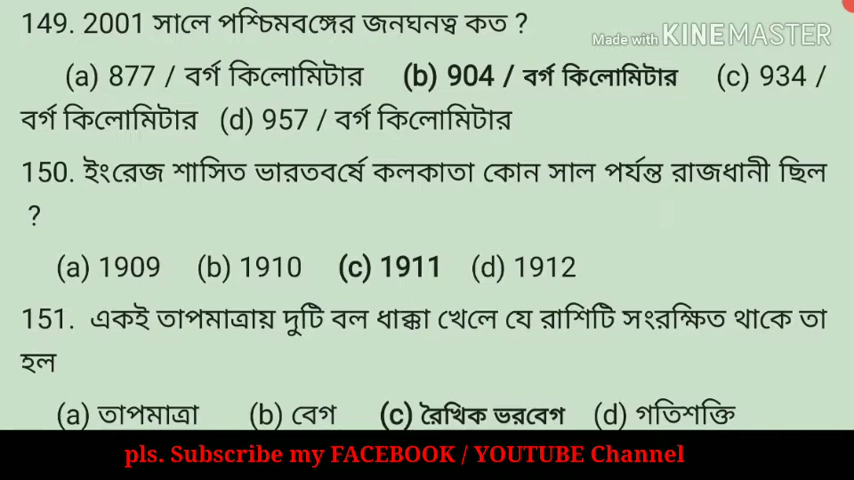 149. 2001 সালে পশ্চিমবঙ্গের জনঘনত্ব কত ?
Made with KINEMASTER
(a) 877 / বর্গ কিলোমিটার (b) 904 / বর্গ কিলোমিটার (c) 934 /
বর্গ কিলোমিটার (d) 957 / বর্গ কিলোমিটার
150. ইংরেজ শাসিত ভারতবর্ষে কলকাতা কোন সাল পর্যন্ত রাজধানী ছিল
?
(a) 1909 (b) 1910 (c) 1911 (d) 1912
151. একই তাপমাত্রায় দুটি বল ধাক্কা খেলে যে রাশিটি সংরক্ষিত থাকে তা
হল
(a) তাপমাত্রা (b) বেগ (c) রৈখিক ভরবেগ (d) গতিশক্তি
pls. Subscribe my FACEBOOK / YOUTUBE Channel